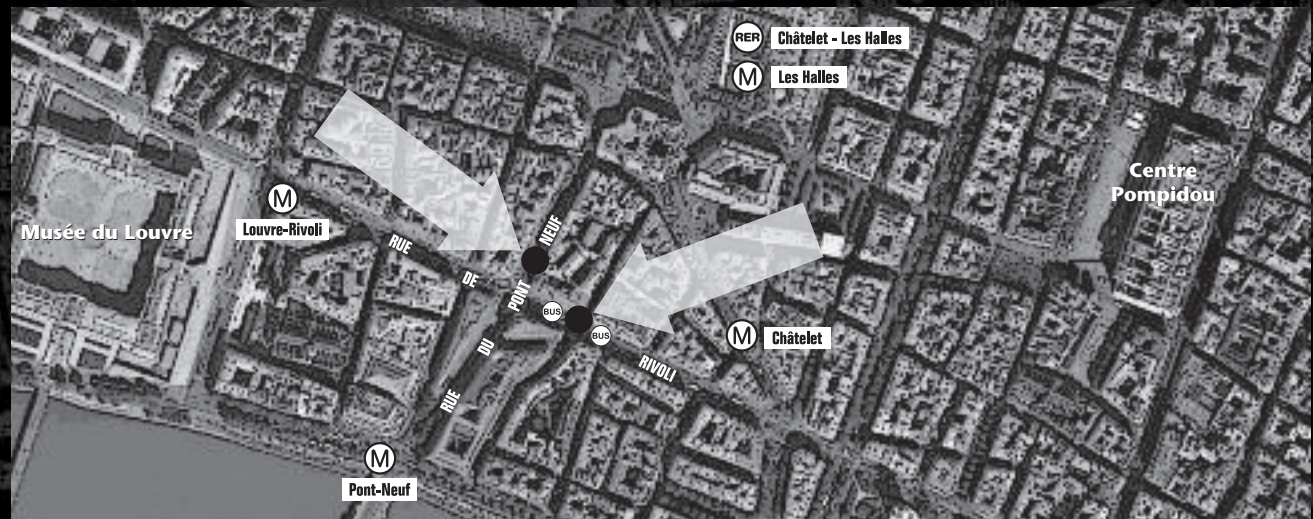 RER Châtelet - Les Halles
M Les Halles
Centre
Pompidou
M
Louvre-Rivoli
Musée du Louvre
RUE DE RIVOLI
RUE DU PONT NEUF
BUS
BUS
M Châtelet
M
Pont-Neuf